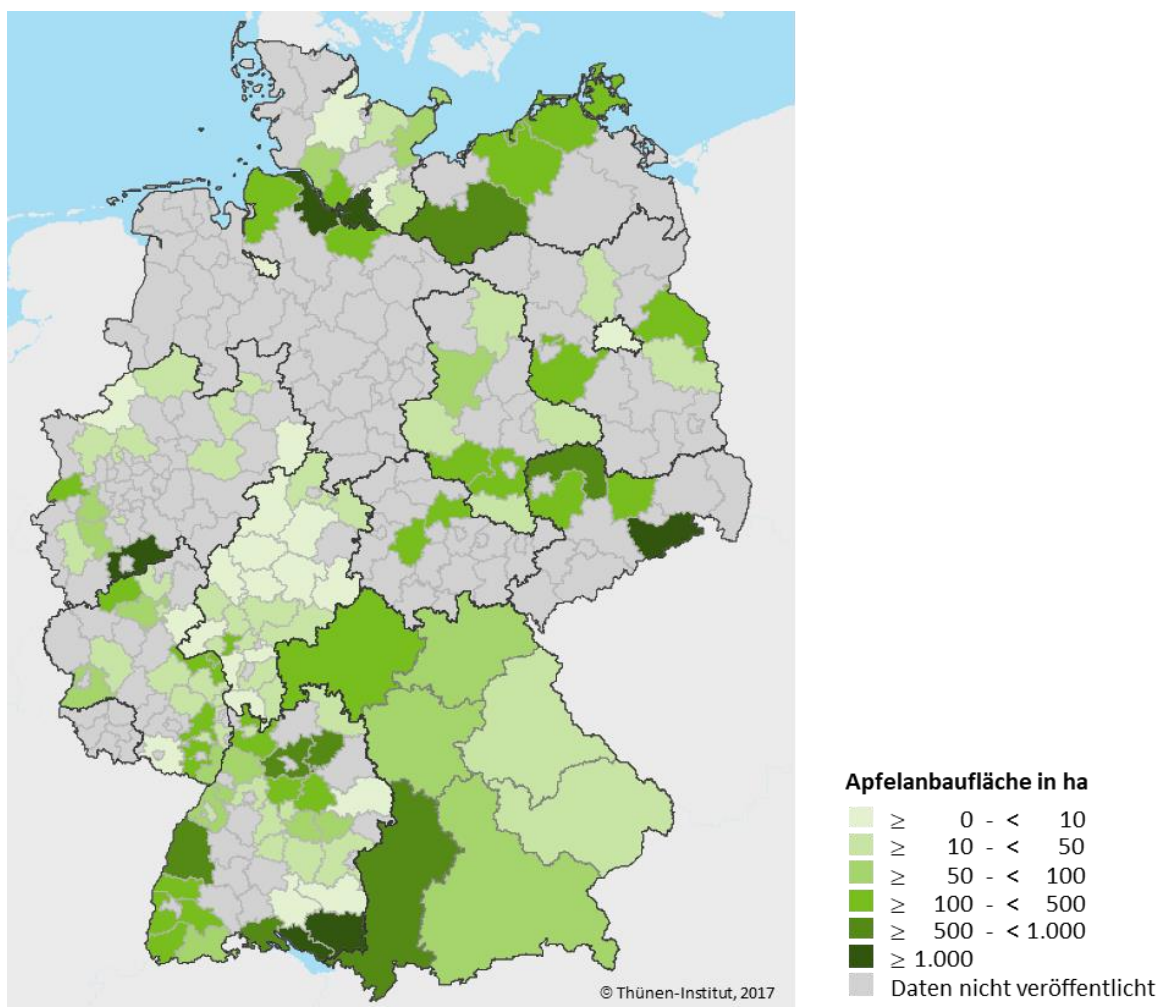 Apfelanbaufläche in ha
≥ 0 - < 10
≥ 10 - < 50
≥ 50 - < 100
≥ 100 - < 500
≥ 500 - < 1.000
≥ 1.000
Daten nicht veröffentlicht
© Thünen-Institut, 2017